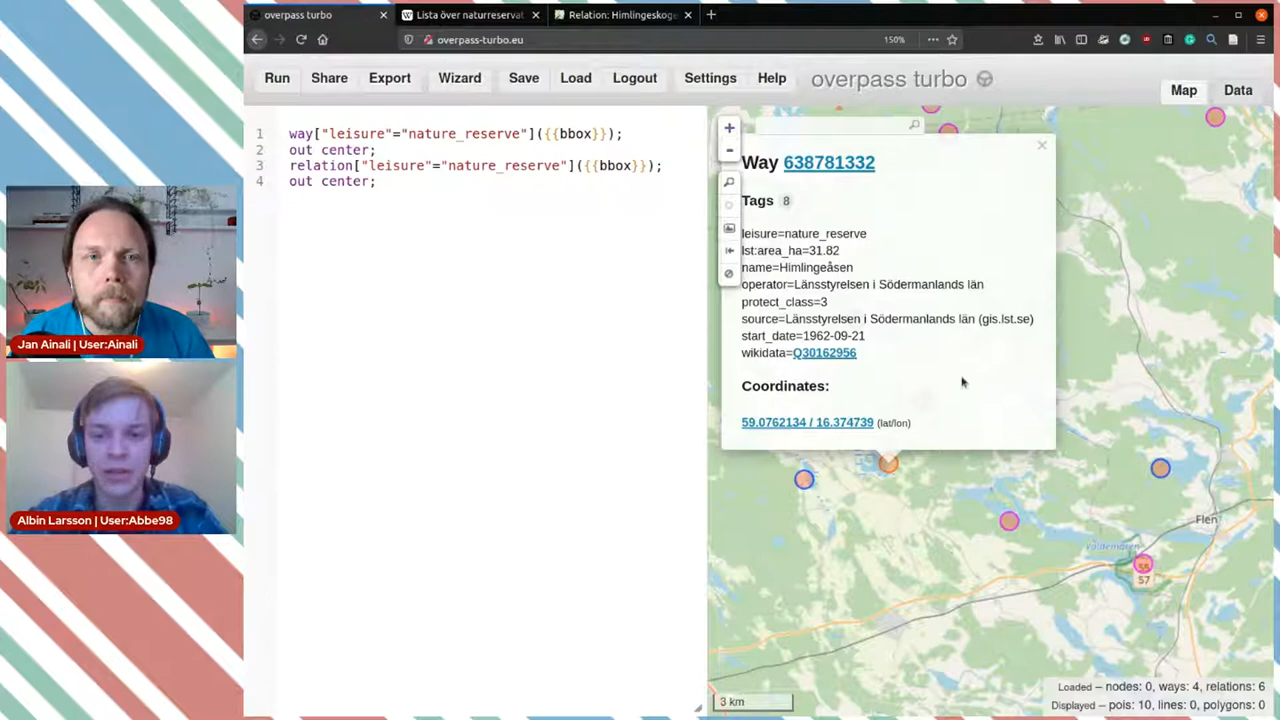 overpass turbo
Lista över naturreservat
Relation: Himlingeskoge
overpass-turbo.eu
150%
Run
Share
Export
Wizard
Save
Load
Logout
Settings
Help
overpass turbo
Map
Data
1 way["leisure"="nature_reserve"]({{bbox}});
2 out center;
3 relation["leisure"="nature_reserve"]({{bbox}});
4 out center;
+
-
Way 638781332
Tags 8
leisure=nature_reserve
lst:area_ha=31.82
name=Himlingeåsen
operator=Länsstyrelsen i Södermanlands län
protect_class=3
source=Länsstyrelsen i Södermanlands län (gis.lst.se)
start_date=1962-09-21
wikidata=Q30162956
Coordinates:
59.0762134 / 16.374739 (lat/lon)
Flen
Valdemaren
55
57
3 km
Loaded – nodes: 0, ways: 4, relations: 6
Displayed – pois: 10, lines: 0, polygons: 0
Jan Ainali | User:Ainali
Albin Larsson | User:Abbe98